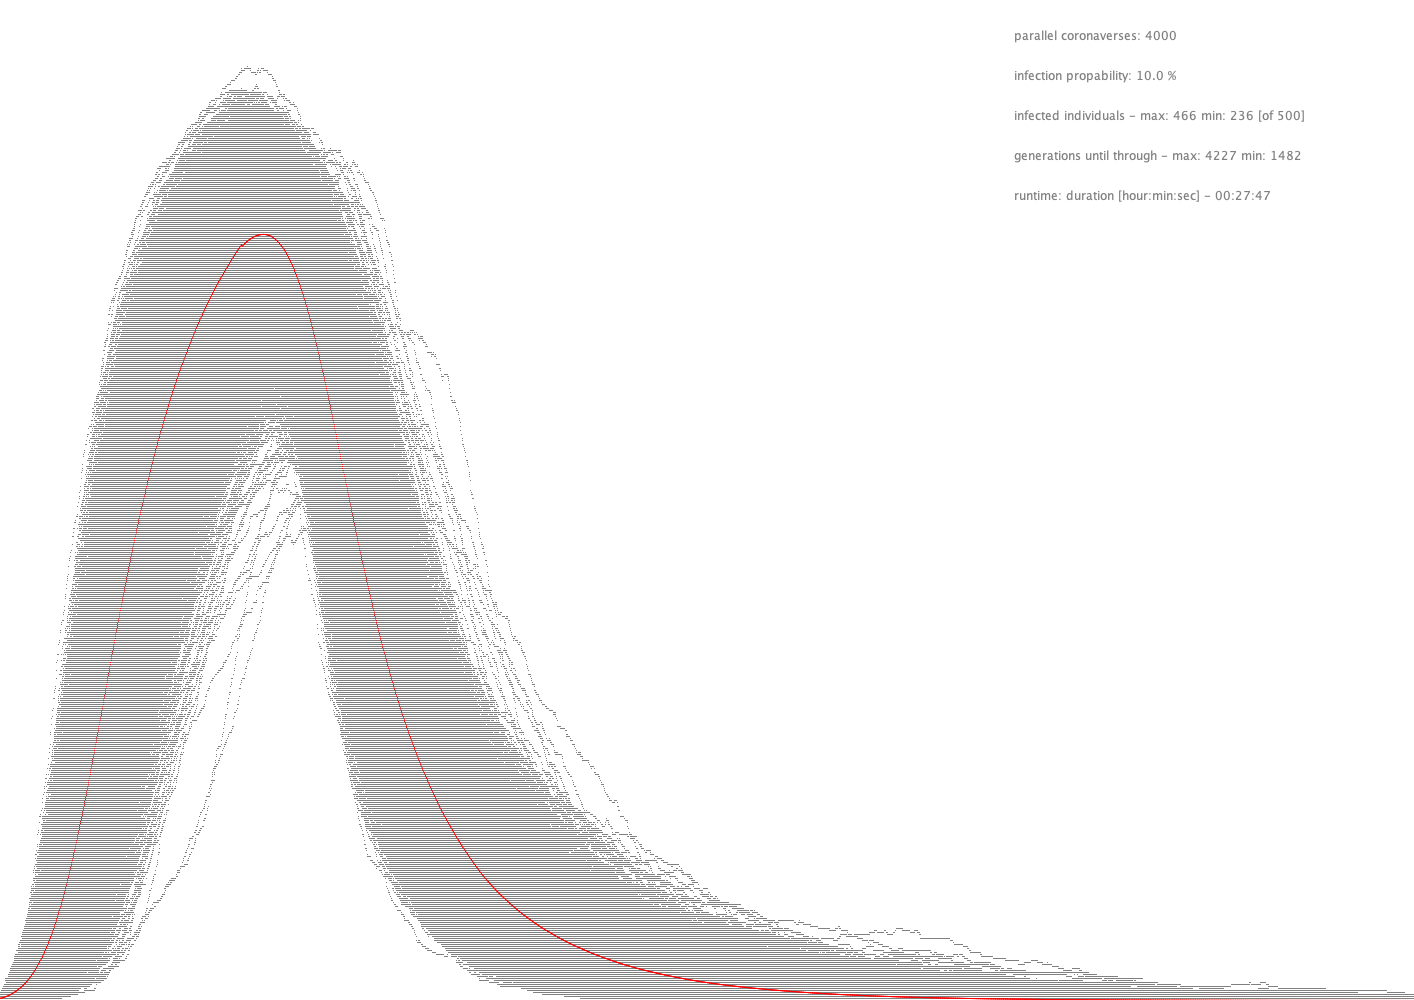 parallel coronaverses: 4000
infection propability: 10.0 %
infected individuals - max: 466 min: 236 [of 500]
generations until through - max: 4227 min: 1482
runtime: duration [hour:min:sec] - 00:27:47